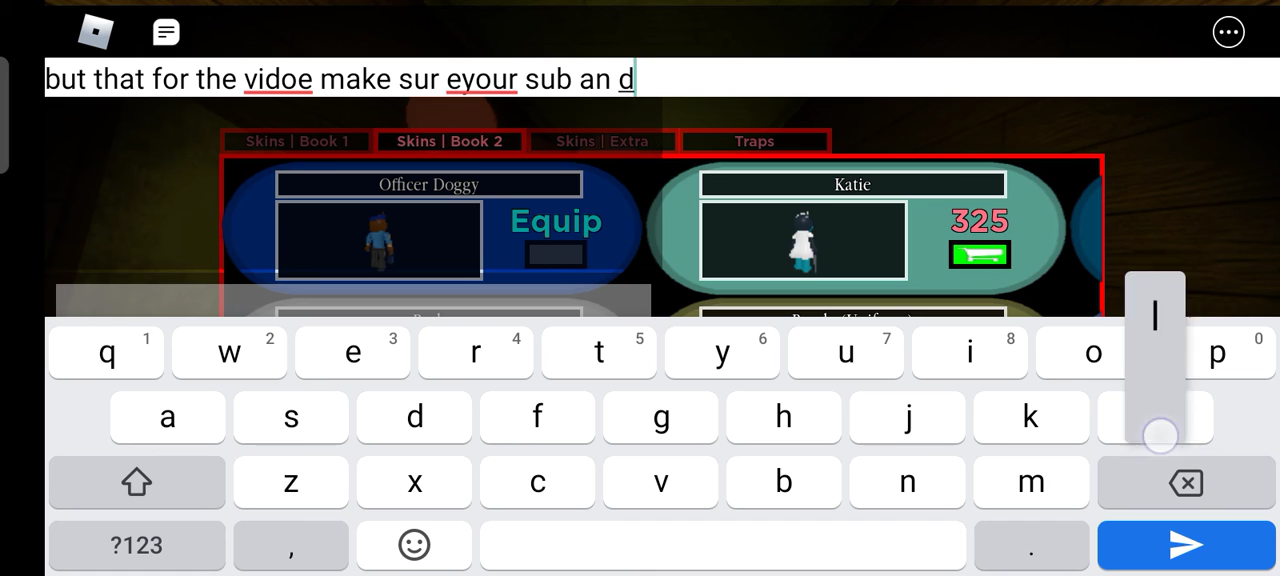 but that for the vidoe make sur eyour sub an d
Skins | Book 1 Skins | Book 2 Skins | Extra Traps
Officer Doggy Katie
Equip 325
l
q 1 w 2 e 3 r 4 t 5 y 6 u 7 i 8 o p 0
a s d f g h j k
z x c v b n m
?123 , .